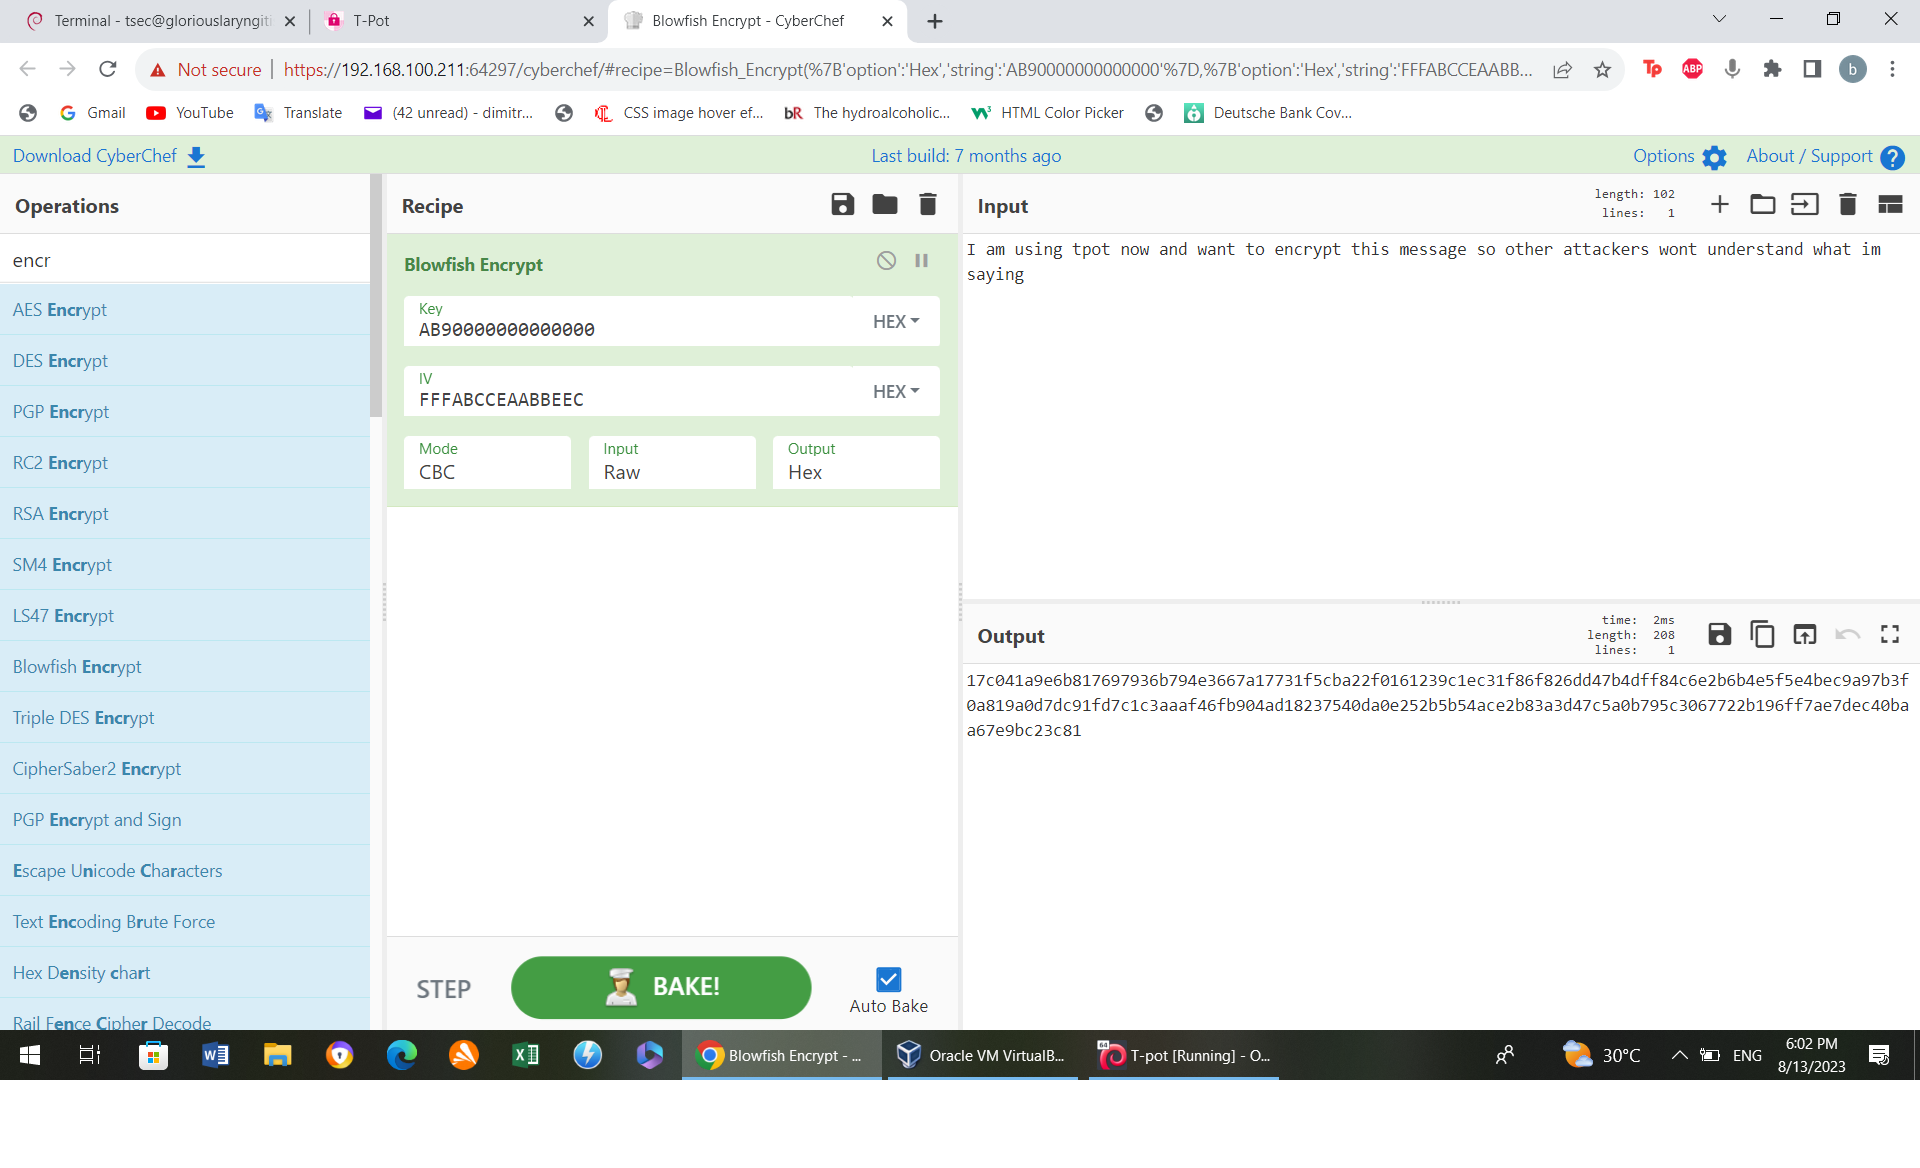 Terminal - tsec@gloriouslaryngiti
T-Pot
Blowfish Encrypt - CyberChef
Not secure
https://192.168.100.211:64297/cyberchef/#recipe=Blowfish_Encrypt(%7B'option':'Hex','string':'AB90000000000000'%7D,%7B'option':'Hex','string':'FFFABCCEAABB...
Tp
ABP
b
Gmail
YouTube
Translate
(42 unread) - dimitr...
CSS image hover ef...
bR
The hydroalcoholic...
HTML Color Picker
Deutsche Bank Cov...
Download CyberChef
Last build: 7 months ago
Options
About / Support
Operations
encr
AES Encrypt
DES Encrypt
PGP Encrypt
RC2 Encrypt
RSA Encrypt
SM4 Encrypt
LS47 Encrypt
Blowfish Encrypt
Triple DES Encrypt
CipherSaber2 Encrypt
PGP Encrypt and Sign
Escape Unicode Characters
Text Encoding Brute Force
Hex Density chart
Rail Fence Cipher Decode
Recipe
Blowfish Encrypt
Key
AB90000000000000
HEX
IV
FFFABCCEAABBEEC
HEX
Mode
CBC
Input
Raw
Output
Hex
STEP
BAKE!
Auto Bake
Input
length: 102
lines: 1
I am using tpot now and want to encrypt this message so other attackers wont understand what im
saying
Output
time: 2ms
length: 208
lines: 1
17c041a9e6b817697936b794e3667a17731f5cba22f0161239c1ec31f86f826dd47b4dff84c6e2b6b4e5f5e4bec9a97b3f
0a819a0d7dc91fd7c1c3aaaf46fb904ad18237540da0e252b5b54ace2b83a3d47c5a0b795c3067722b196ff7ae7dec40ba
a67e9bc23c81
Blowfish Encrypt - ...
Oracle VM VirtualB...
64
T-pot [Running] - O...
30°C
ENG
6:02 PM
8/13/2023